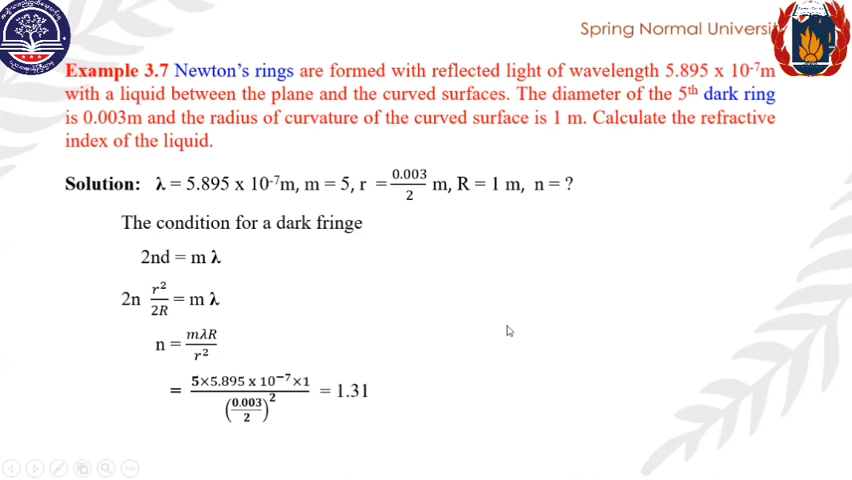 Spring Normal Universi
Example 3.7 Newton's rings are formed with reflected light of wavelength 5.895 x 10⁻⁷m
with a liquid between the plane and the curved surfaces. The diameter of the 5th dark ring
is 0.003m and the radius of curvature of the curved surface is 1 m. Calculate the refractive
index of the liquid.
Solution: λ = 5.895 x 10⁻⁷m, m = 5, r = 0.003/2 m, R = 1 m, n = ?
The condition for a dark fringe
2nd = m λ
2n r²/2R = m λ
n = mλR/r²
= 5×5.895 x 10⁻⁷×1/(0.003/2)² = 1.31